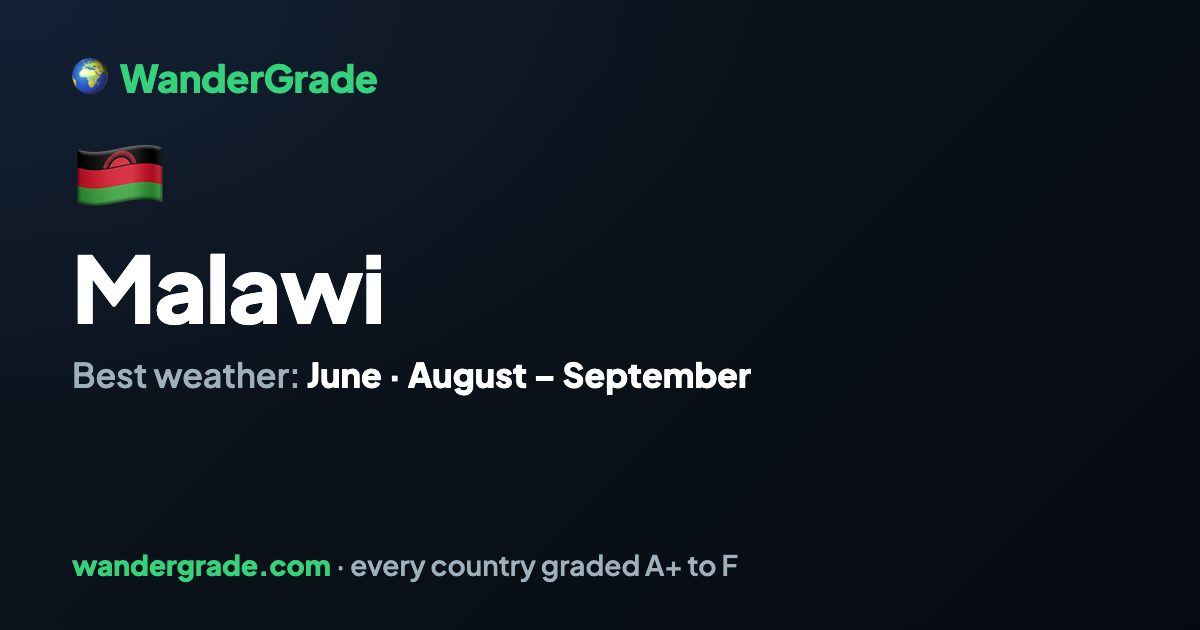 WanderGrade
Malawi
Best weather: June · August – September
wandergrade.com · every country graded A+ to F